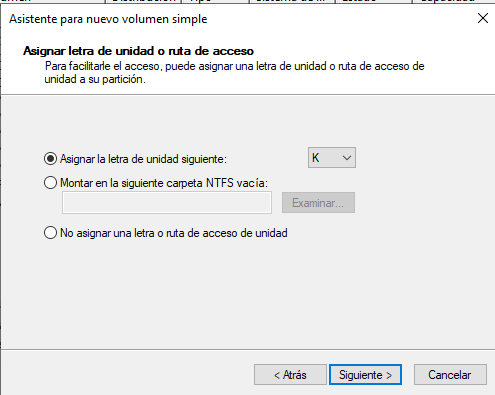 Asistente para nuevo volumen simple
Asignar letra de unidad o ruta de acceso
Para facilitarle el acceso, puede asignar una letra de unidad o ruta de acceso de
unidad a su partición.
Asignar la letra de unidad siguiente:
K
Montar en la siguiente carpeta NTFS vacía:
Examinar...
No asignar una letra o ruta de acceso de unidad
< Atrás
Siguiente >
Cancelar